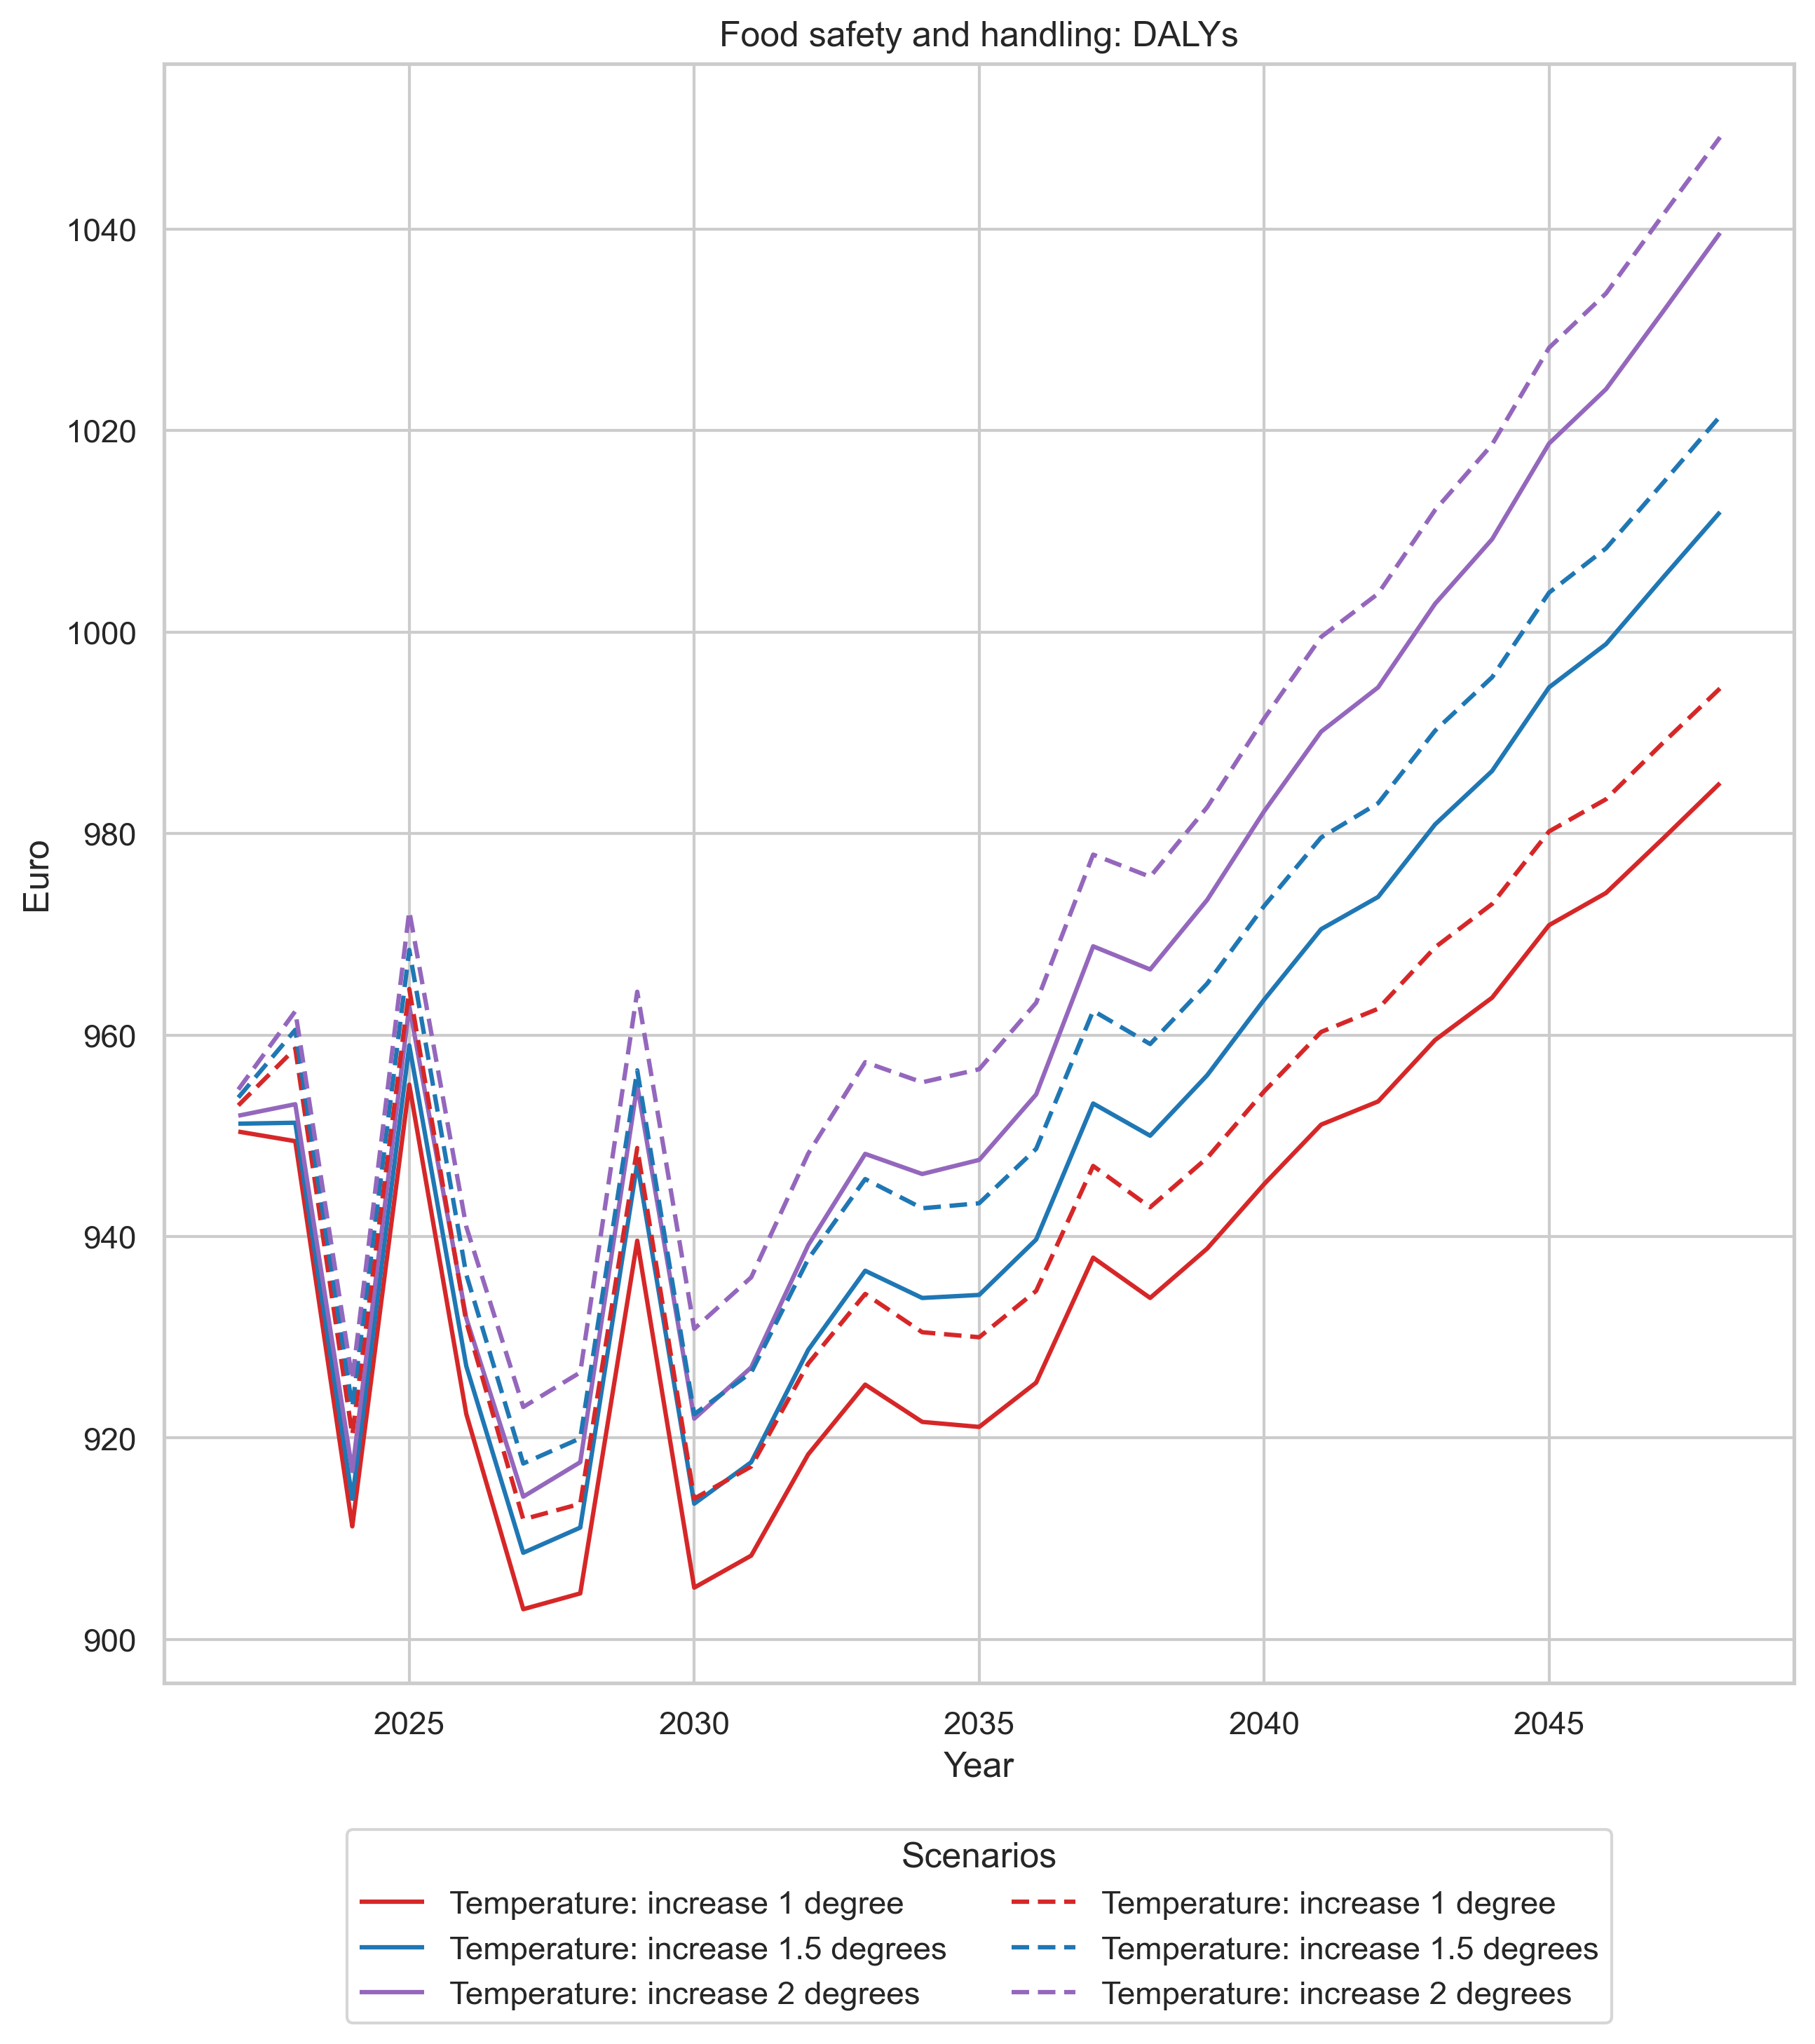 Food safety and handling: DALYs
1040
1020
1000
980
960
940
920
900
Euro
2025 2030 2035 2040 2045
Year
Scenarios
Temperature: increase 1 degree Temperature: increase 1 degree
Temperature: increase 1.5 degrees Temperature: increase 1.5 degrees
Temperature: increase 2 degrees Temperature: increase 2 degrees